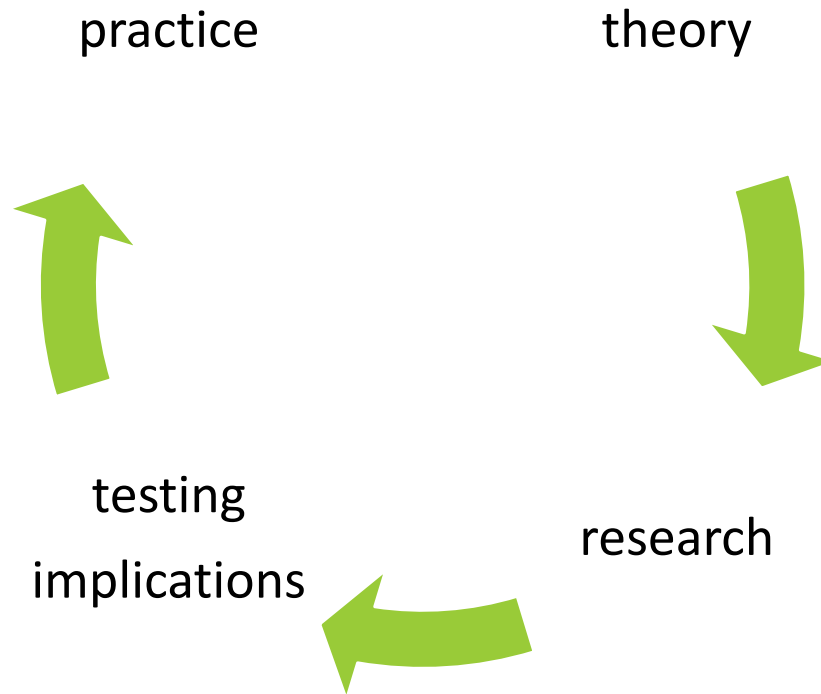 practice
theory
testing
implications
research